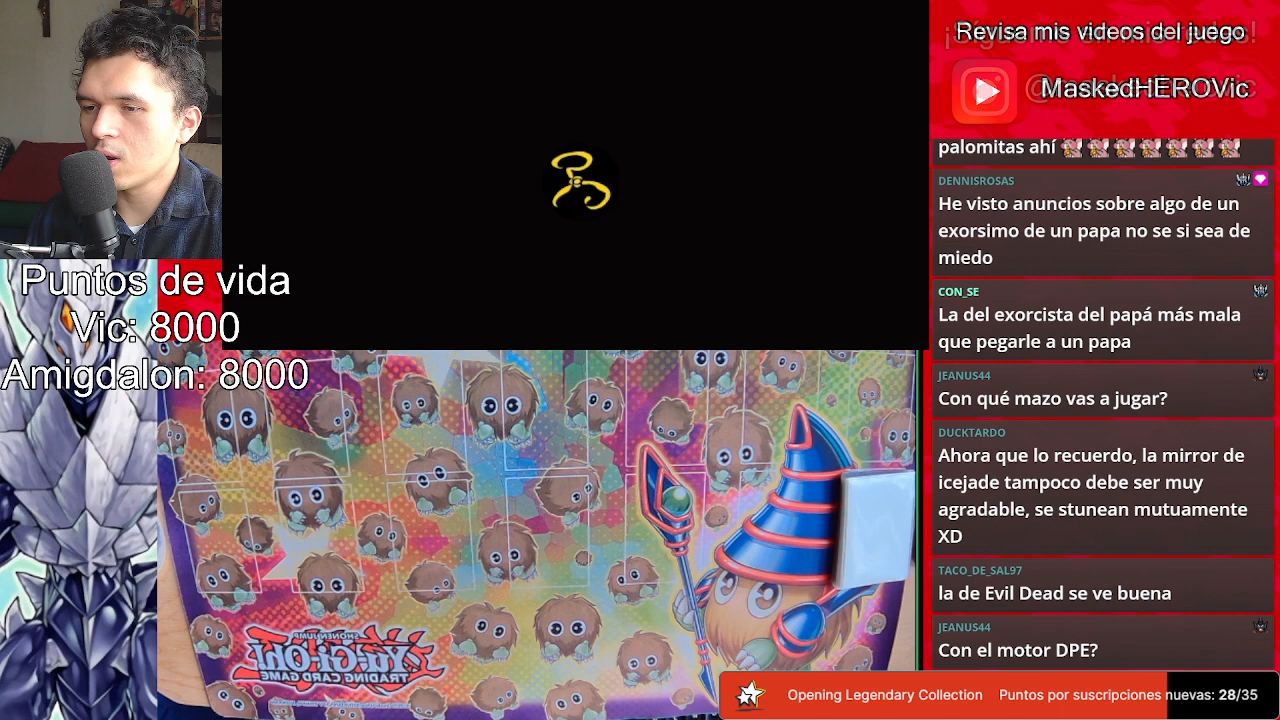 Puntos de vida
Vic: 8000
Amigdalon: 8000
SHONEN JUMP
Yu-Gi-Oh!
TRADING CARD GAME
Revisa mis videos del juego
MaskedHEROVic
palomitas ahí
DENNISROSAS
He visto anuncios sobre algo de un
exorsimo de un papa no se si sea de
miedo
CON_SE
La del exorcista del papá más mala
que pegarle a un papa
JEANUS44
Con qué mazo vas a jugar?
DUCKTARDO
Ahora que lo recuerdo, la mirror de
icejade tampoco debe ser muy
agradable, se stunean mutuamente
XD
TACO_DE_SAL97
la de Evil Dead se ve buena
JEANUS44
Con el motor DPE?
Opening Legendary Collection Puntos por suscripciones nuevas: 28/35